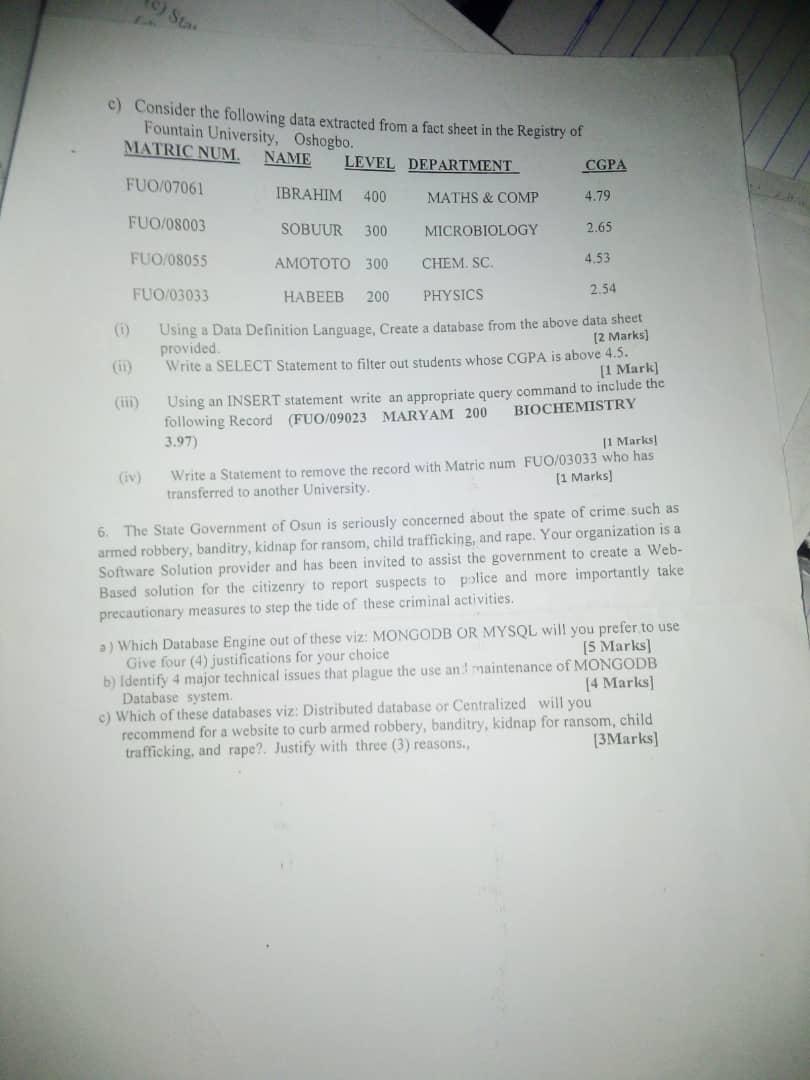 c) Consider the following data extracted from a fact sheet in the Registry of
Fountain University, Oshogbo.
MATRIC NUM. NAME LEVEL DEPARTMENT CGPA
FUO/07061 IBRAHIM 400 MATHS & COMP 4.79
FUO/08003 SOBUUR 300 MICROBIOLOGY 2.65
FUO/08055 AMOTOTO 300 CHEM. SC. 4.53
FUO/03033 HABEEB 200 PHYSICS 2.54
(i) Using a Data Definition Language, Create a database from the above data sheet
provided. [2 Marks]
(ii) Write a SELECT Statement to filter out students whose CGPA is above 4.5.
[1 Mark]
(iii) Using an INSERT statement write an appropriate query command to include the
following Record (FUO/09023 MARYAM 200 BIOCHEMISTRY
3.97) [1 Marks]
(iv) Write a Statement to remove the record with Matric num FUO/03033 who has
transferred to another University. [1 Marks]
6. The State Government of Osun is seriously concerned about the spate of crime such as
armed robbery, banditry, kidnap for ransom, child trafficking, and rape. Your organization is a
Software Solution provider and has been invited to assist the government to create a Web-
Based solution for the citizenry to report suspects to police and more importantly take
precautionary measures to step the tide of these criminal activities.
a) Which Database Engine out of these viz: MONGODB OR MYSQL will you prefer to use
Give four (4) justifications for your choice [5 Marks]
b) Identify 4 major technical issues that plague the use and maintenance of MONGODB
Database system. [4 Marks]
c) Which of these databases viz: Distributed database or Centralized will you
recommend for a website to curb armed robbery, banditry, kidnap for ransom, child
trafficking, and rape?. Justify with three (3) reasons., [3Marks]